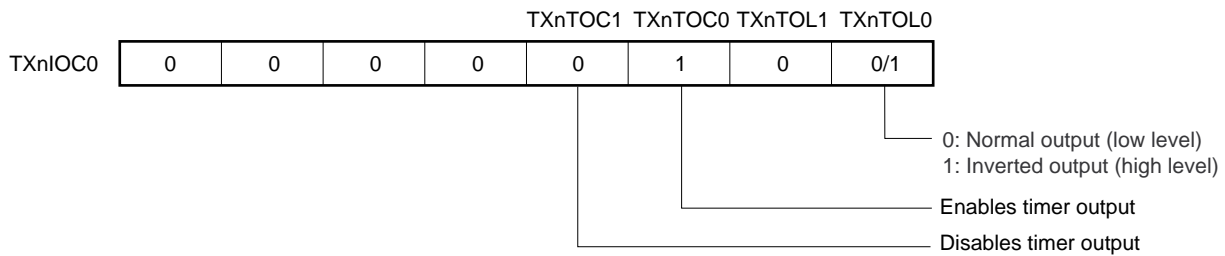 TXnTOC1 TXnTOC0 TXnTOL1 TXnTOL0
TXnIOC0 0 0 0 0 0 1 0 0/1
0: Normal output (low level)
1: Inverted output (high level)
Enables timer output
Disables timer output